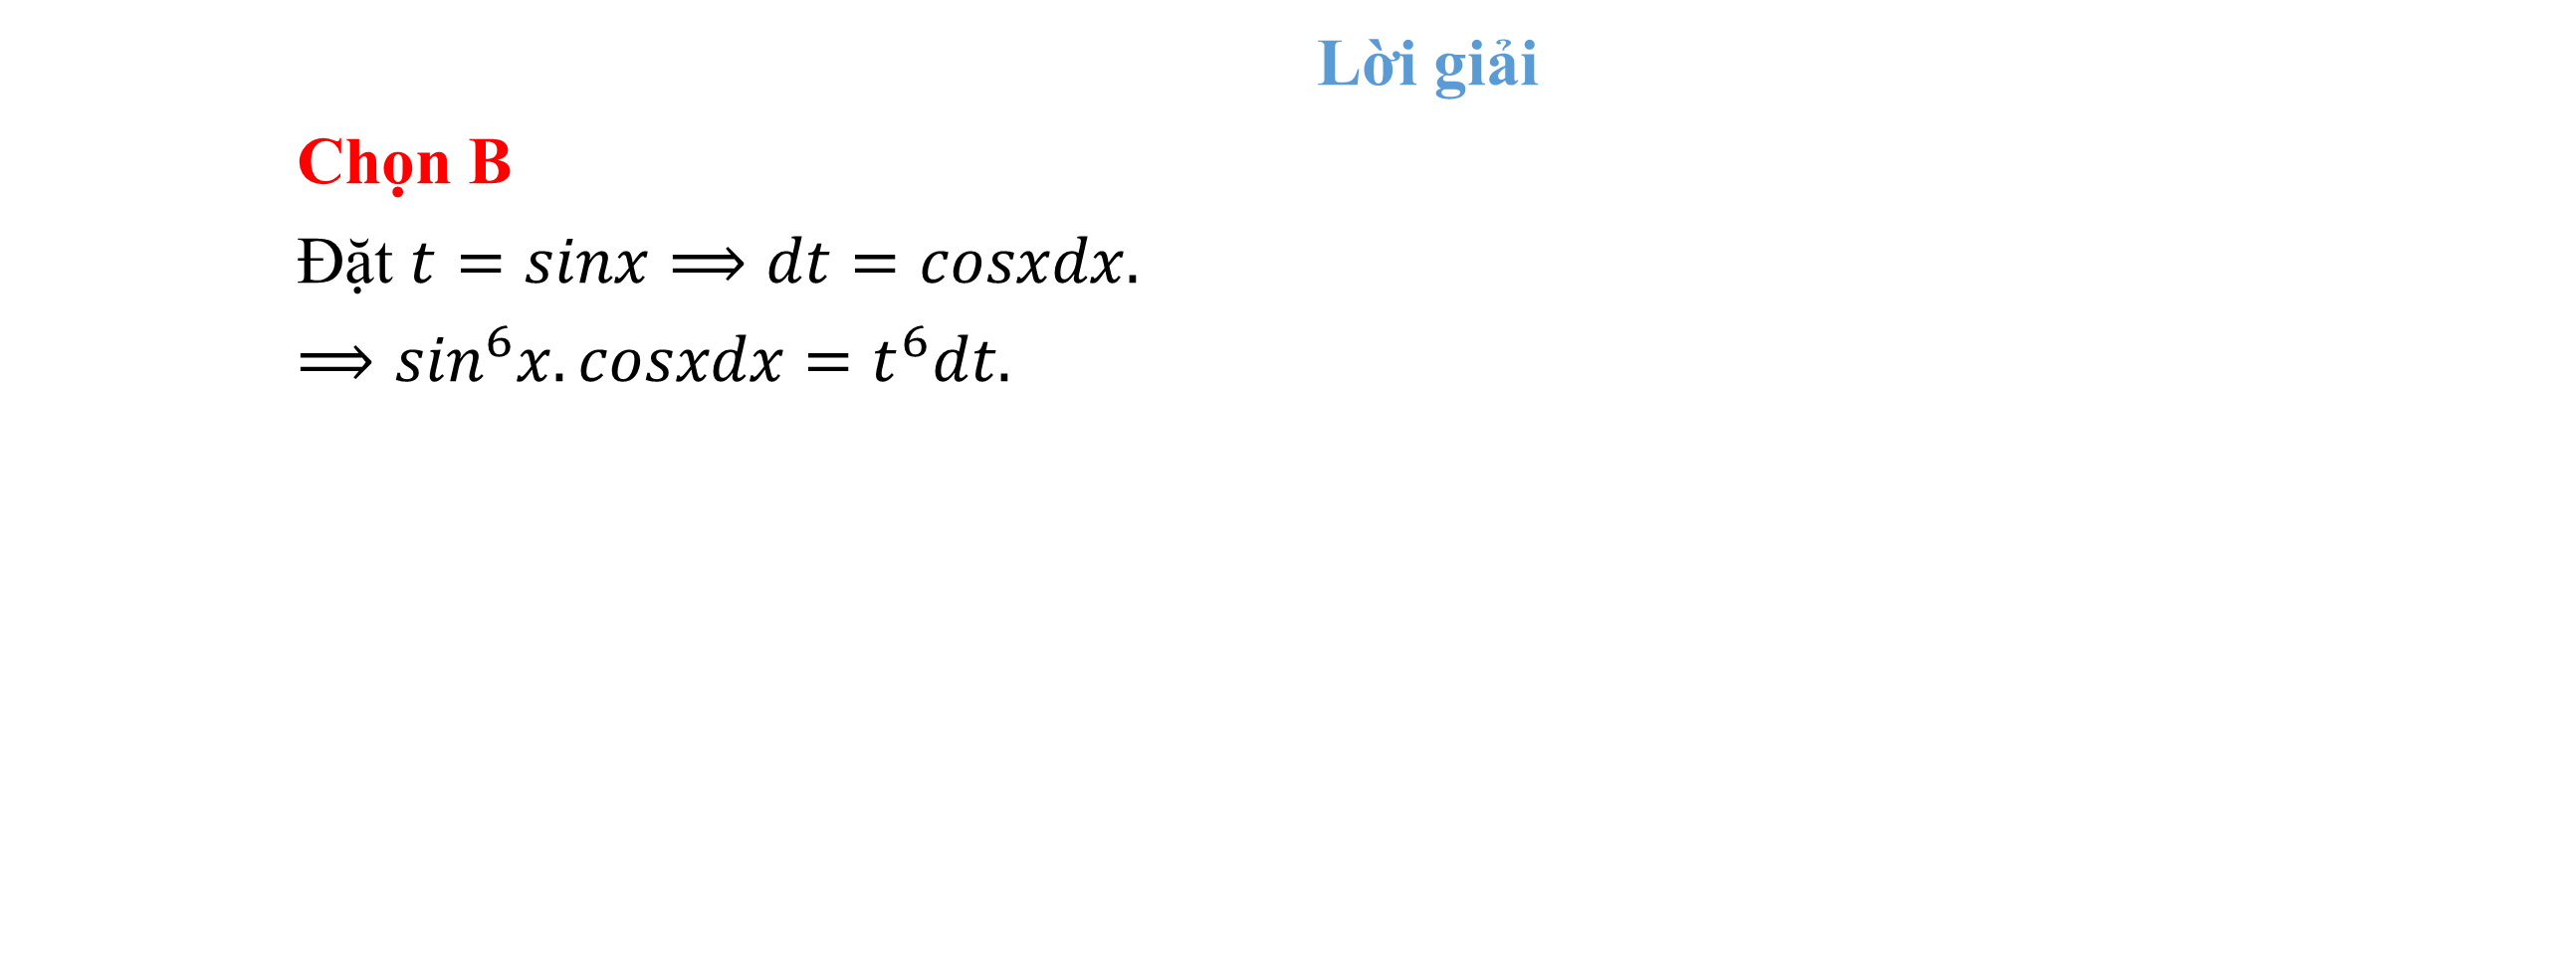 Lời giải
Chọn B
Đặt t = sinx ⟹ dt = cosxdx.
⟹ sin⁶x.cosxdx = t⁶dt.